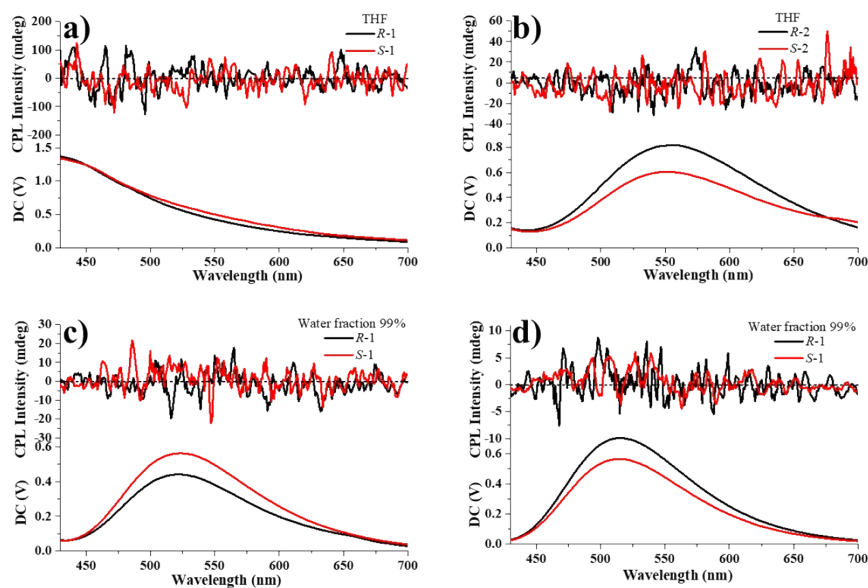 a)
THF
R-1
S-1
CPL Intensity (mdeg)
200
100
0
-100
-200
DC (V)
1.5
1.0
0.5
0.0
450 500 550 600 650 700
Wavelength (nm)
b)
THF
R-2
S-2
CPL Intensity (mdeg)
60
40
20
0
-20
-40
DC (V)
0.8
0.6
0.4
0.2
0.0
450 500 550 600 650 700
Wavelength (nm)
c)
Water fraction 99%
R-1
S-1
CPL Intensity (mdeg)
30
20
10
0
-10
-20
-30
DC (V)
0.6
0.4
0.2
0.0
450 500 550 600 650 700
Wavelength (nm)
d)
Water fraction 99%
R-1
S-1
CPL Intensity (mdeg)
10
5
0
-5
-10
DC (V)
0.6
0.4
0.2
0.0
450 500 550 600 650 700
Wavelength (nm)